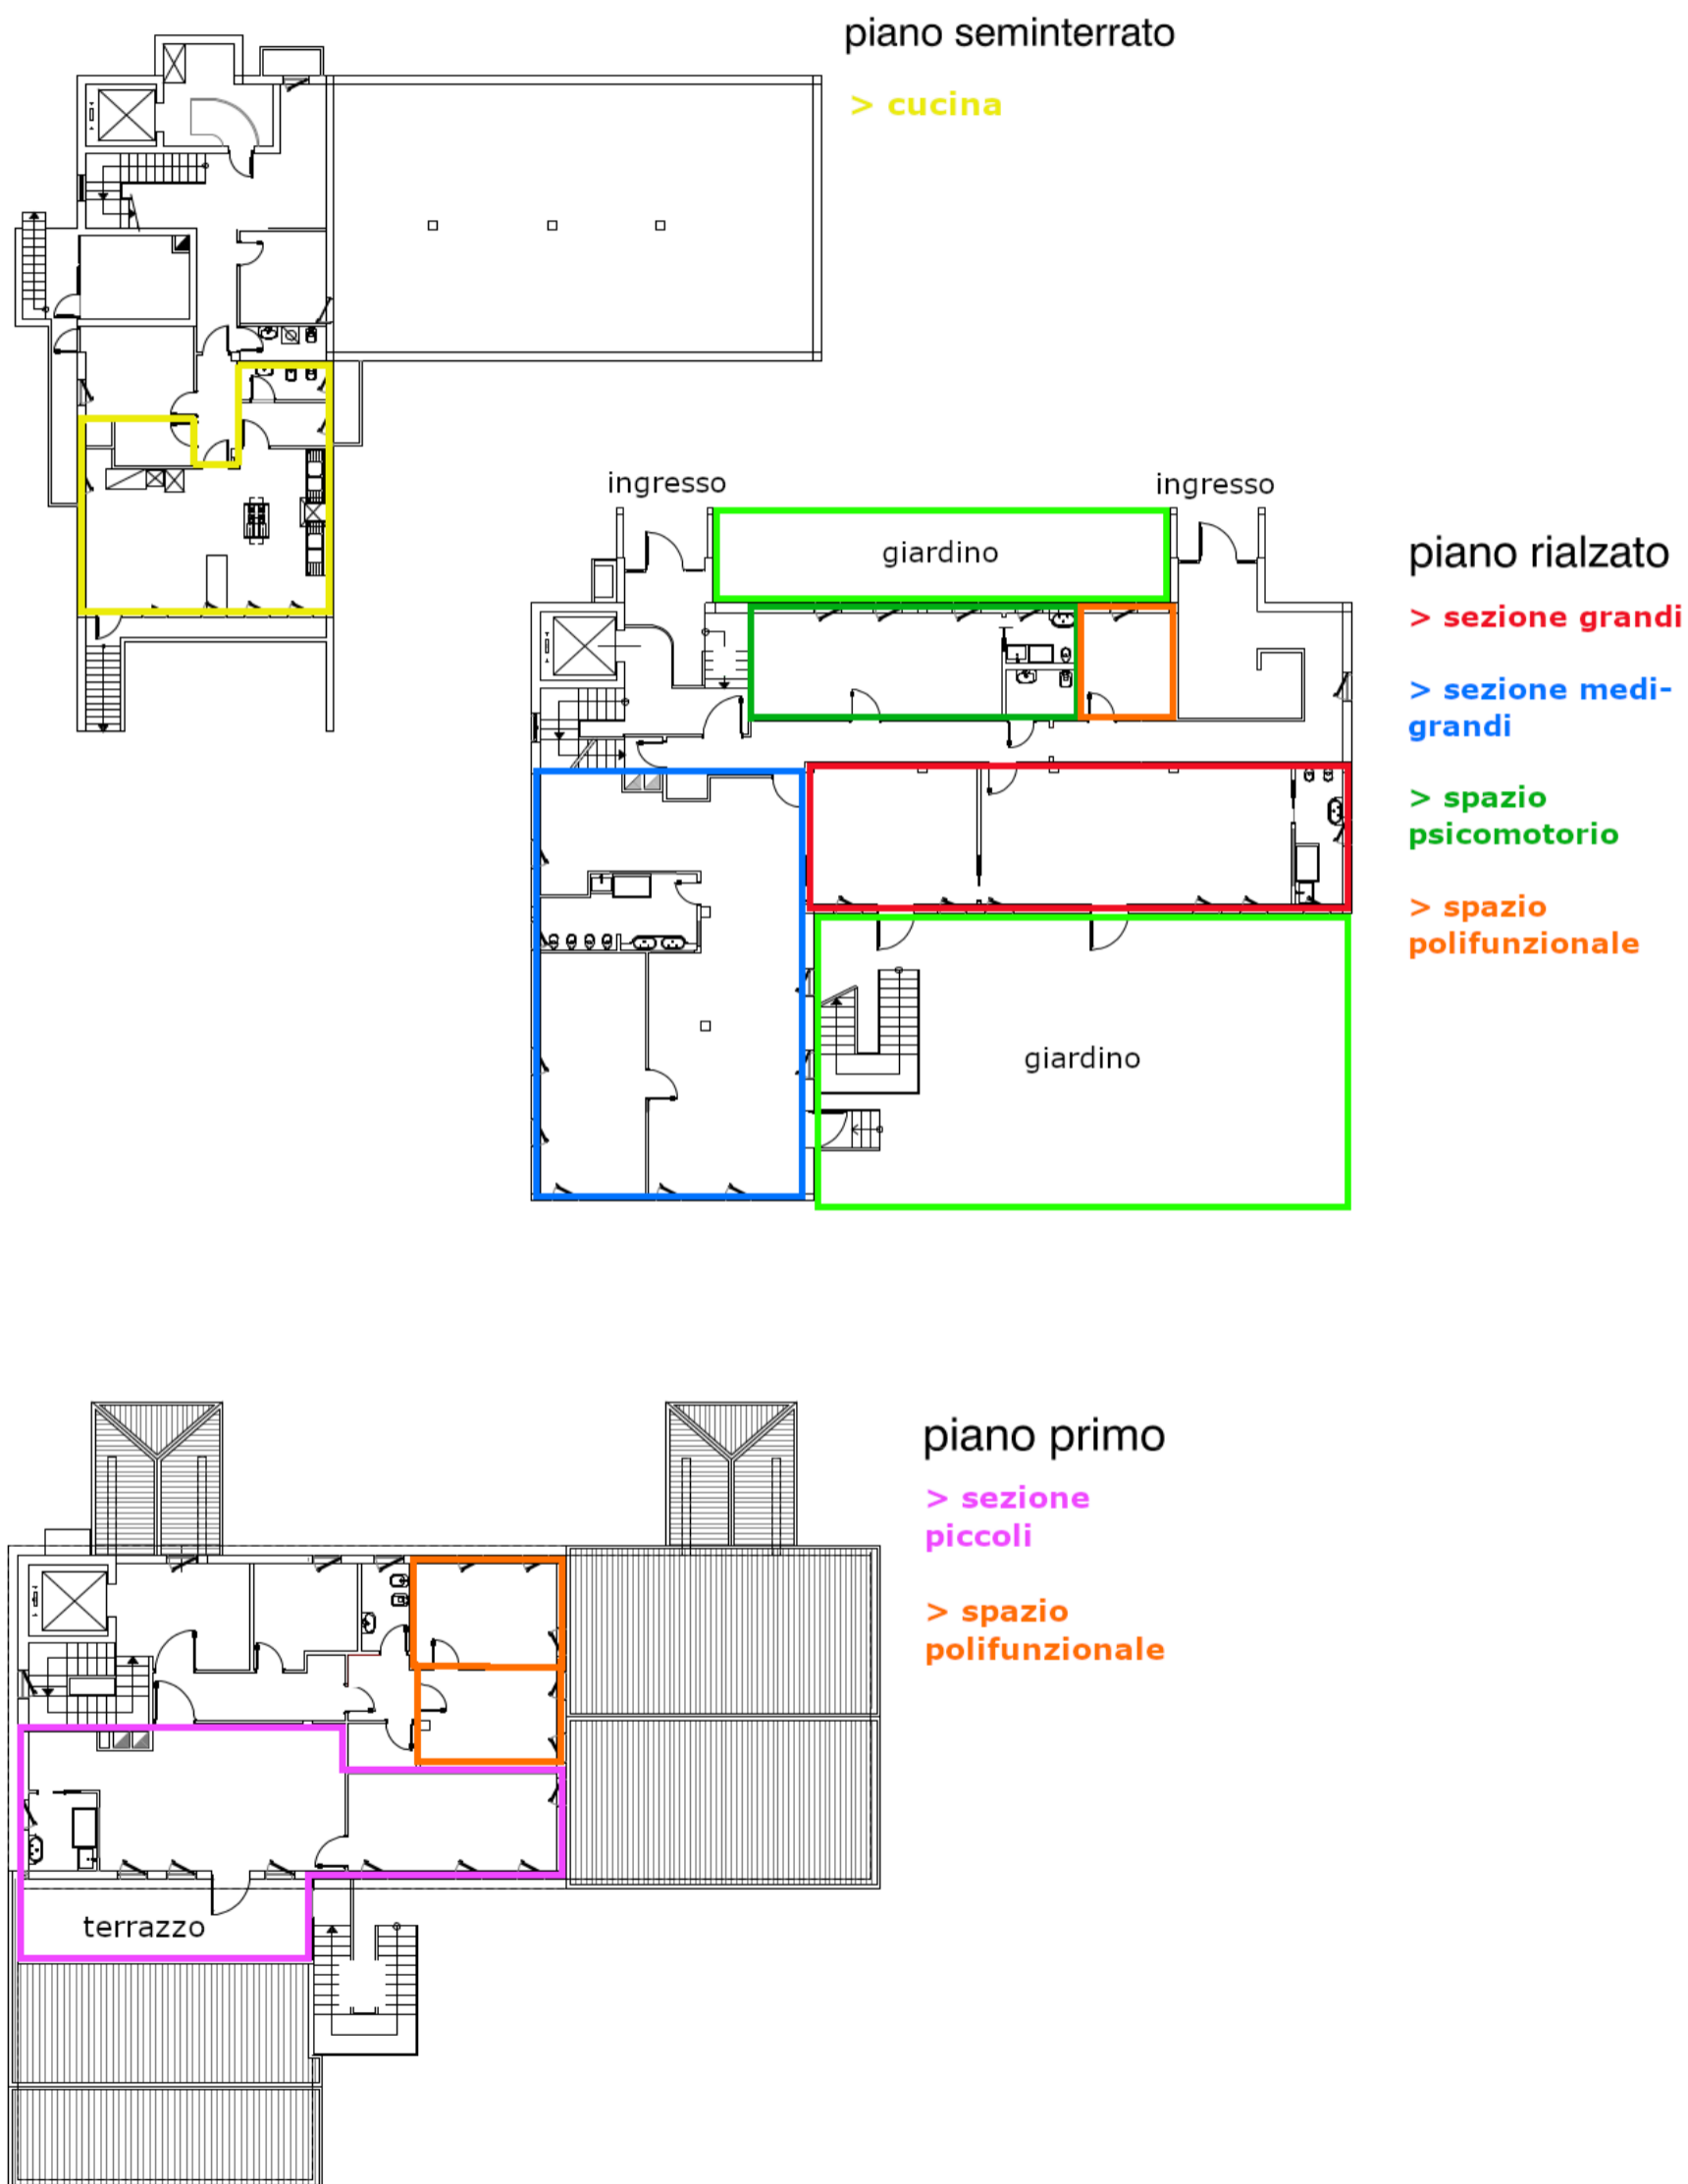 piano seminterrato
> cucina
ingresso
ingresso
giardino
piano rialzato
> sezione grandi
> sezione medi-
grandi
> spazio
psicomotorio
> spazio
polifunzionale
giardino
piano primo
> sezione
piccoli
> spazio
polifunzionale
terrazzo